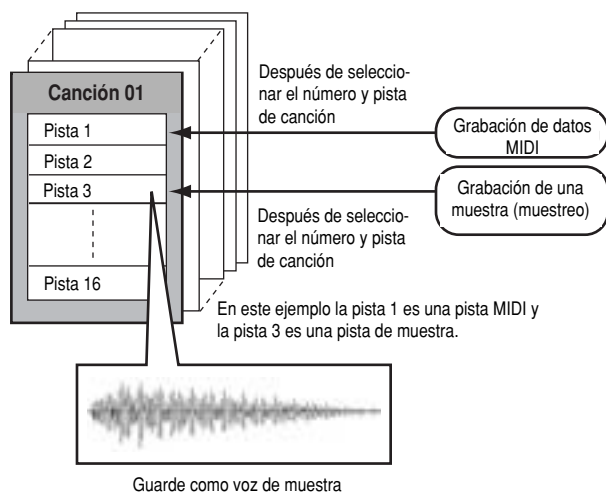 Canción 01
Pista 1
Pista 2
Pista 3
Pista 16
Después de seleccio-
nar el número y pista
de canción
Grabación de datos
MIDI
Grabación de una
muestra (muestreo)
Después de seleccio-
nar el número y pista
de canción
En este ejemplo la pista 1 es una pista MIDI y
la pista 3 es una pista de muestra.
Guarde como voz de muestra